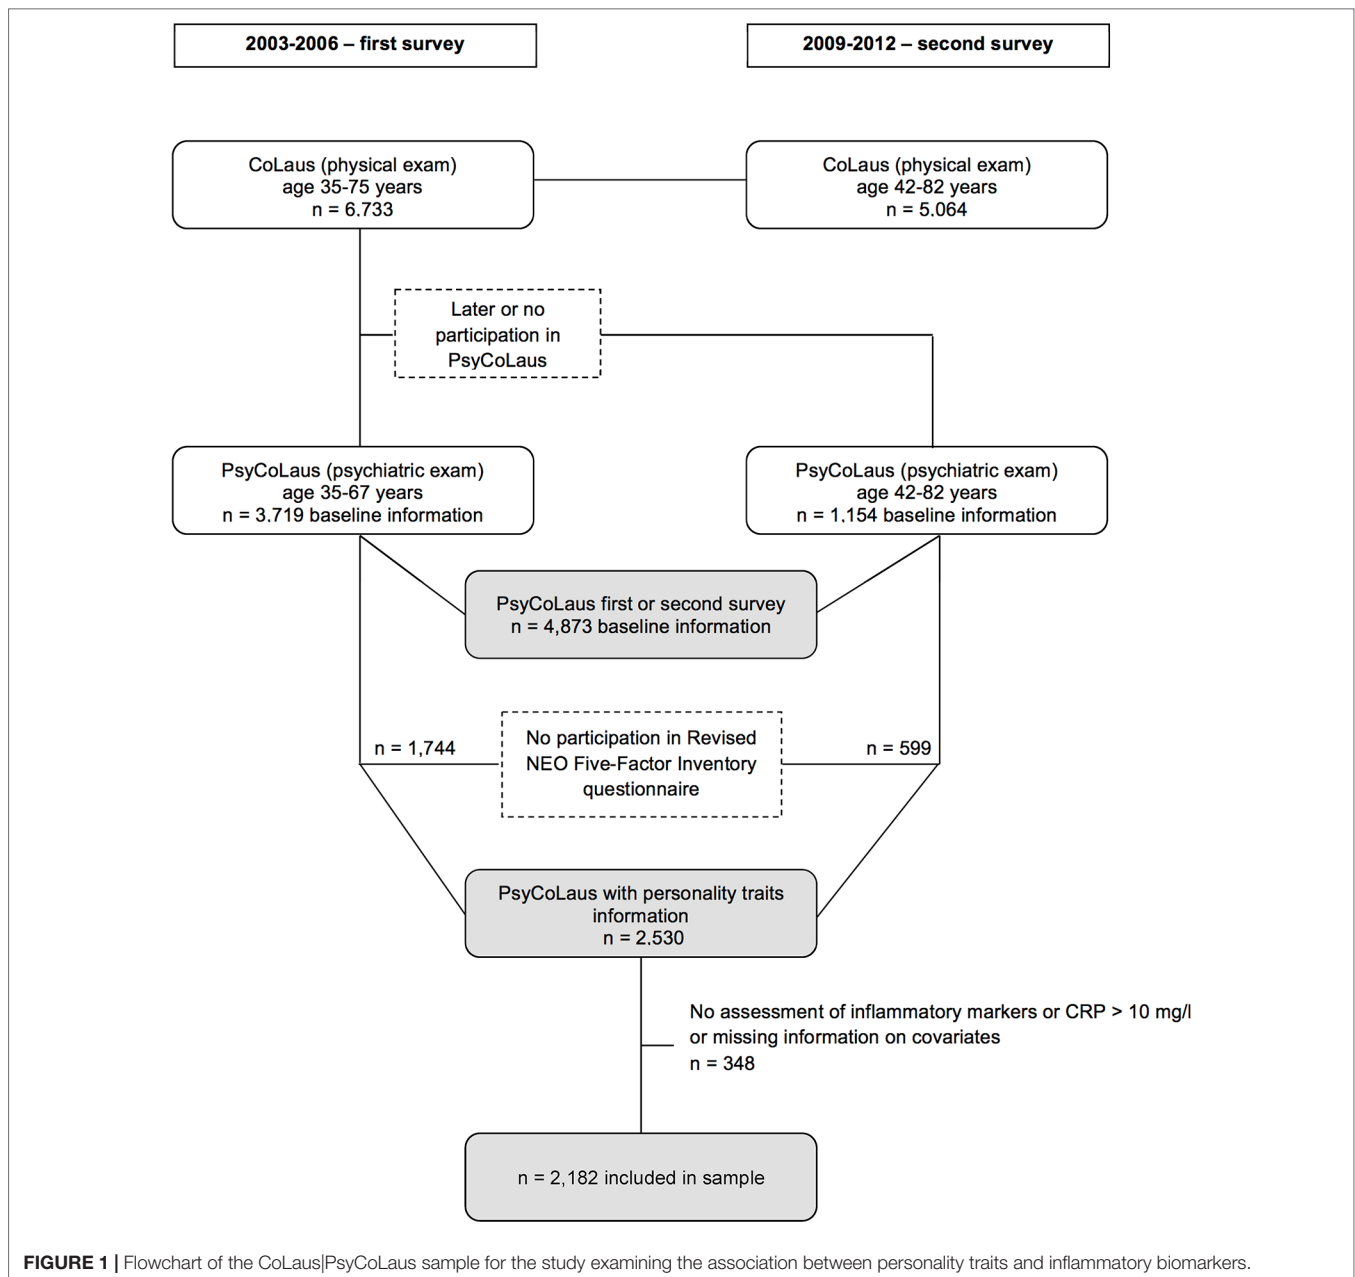 2003-2006 – first survey
2009-2012 – second survey
CoLaus (physical exam)
age 35-75 years
n = 6.733
CoLaus (physical exam)
age 42-82 years
n = 5.064
Later or no
participation in
PsyCoLaus
PsyCoLaus (psychiatric exam)
age 35-67 years
n = 3.719 baseline information
PsyCoLaus (psychiatric exam)
age 42-82 years
n = 1.154 baseline information
PsyCoLaus first or second survey
n = 4,873 baseline information
n = 1,744
No participation in Revised
NEO Five-Factor Inventory
questionnaire
n = 599
PsyCoLaus with personality traits
information
n = 2.530
No assessment of inflammatory markers or CRP > 10 mg/l
or missing information on covariates
n = 348
n = 2,182 included in sample
FIGURE 1 | Flowchart of the CoLaus|PsyCoLaus sample for the study examining the association between personality traits and inflammatory biomarkers.